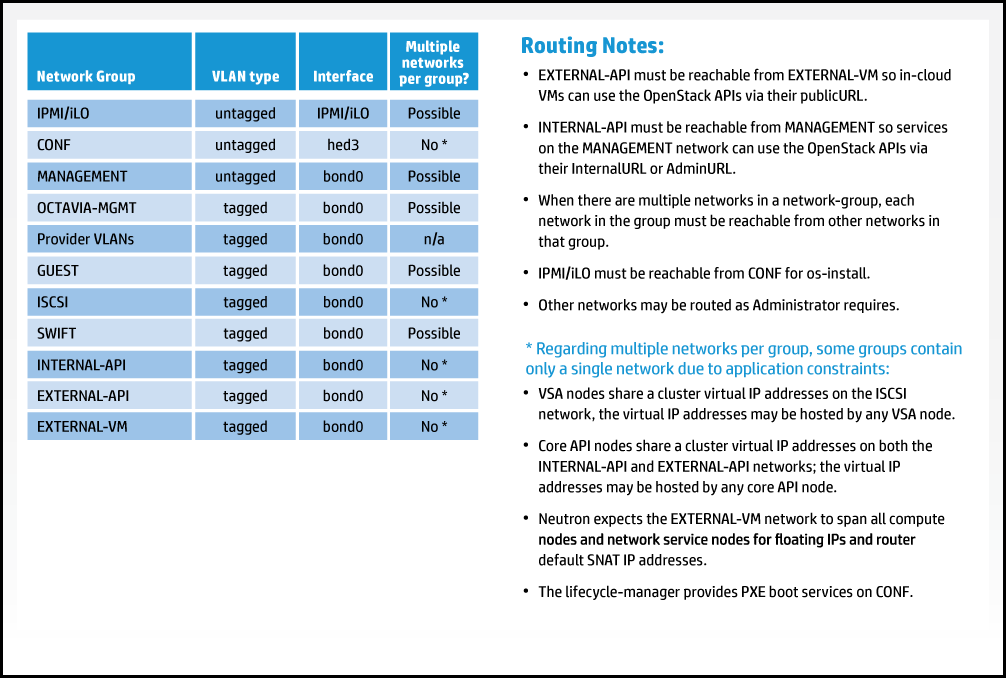 Network Group VLAN type Interface Multiple networks per group?
IPMI/iLO untagged IPMI/iLO Possible
CONF untagged hed3 No *
MANAGEMENT untagged bond0 Possible
OCTAVIA-MGMT tagged bond0 Possible
Provider VLANs tagged bond0 n/a
GUEST tagged bond0 Possible
ISCSI tagged bond0 No *
SWIFT tagged bond0 Possible
INTERNAL-API tagged bond0 No *
EXTERNAL-API tagged bond0 No *
EXTERNAL-VM tagged bond0 No *
Routing Notes:
• EXTERNAL-API must be reachable from EXTERNAL-VM so in-cloud
VMs can use the OpenStack APIs via their publicURL.
• INTERNAL-API must be reachable from MANAGEMENT so services
on the MANAGEMENT network can use the OpenStack APIs via
their InternalURL or AdminURL.
• When there are multiple networks in a network-group, each
network in the group must be reachable from other networks in
that group.
• IPMI/iLO must be reachable from CONF for os-install.
• Other networks may be routed as Administrator requires.
* Regarding multiple networks per group, some groups contain
only a single network due to application constraints:
• VSA nodes share a cluster virtual IP addresses on the ISCSI
network, the virtual IP addresses may be hosted by any VSA node.
• Core API nodes share a cluster virtual IP addresses on both the
INTERNAL-API and EXTERNAL-API networks; the virtual IP
addresses may be hosted by any core API node.
• Neutron expects the EXTERNAL-VM network to span all compute
nodes and network service nodes for floating IPs and router
default SNAT IP addresses.
• The lifecycle-manager provides PXE boot services on CONF.